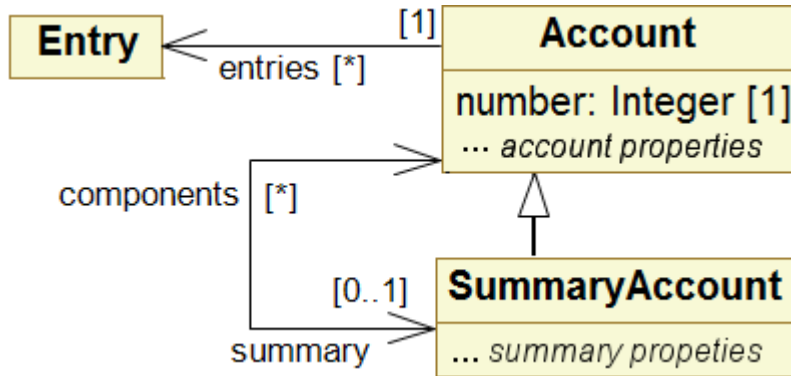 Entry
[1]
Account
entries [*]
number: Integer [1]
... account properties
components [*]
[0..1]
SummaryAccount
summary
... summary propeties